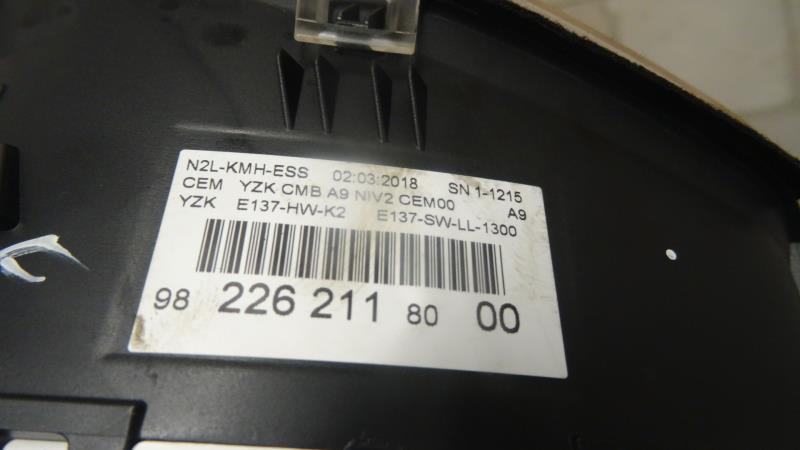 N2L-KMH-ESS 02:03:2018 SN 1-1215
CEM YZK CMB A9 NIV2 CEM00 A9
YZK E137-HW-K2 E137-SW-LL-1300
98 226 211 80 00